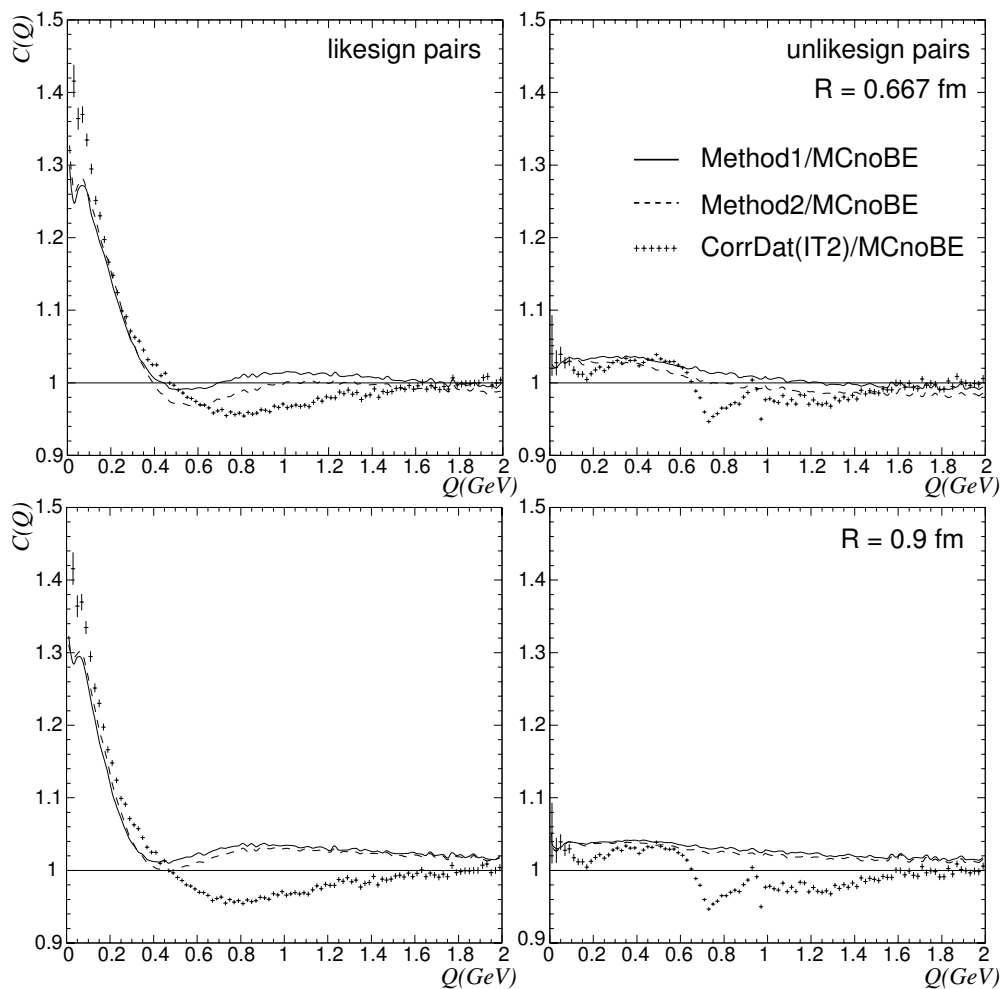 C(Q)
likesign pairs
1.5
1.4
1.3
1.2
1.1
1
0.9
0 0.2 0.4 0.6 0.8 1 1.2 1.4 1.6 1.8 2
Q(GeV)
unlikesign pairs
R = 0.667 fm
Method1/MCnoBE
Method2/MCnoBE
CorrDat(IT2)/MCnoBE
1.5
1.4
1.3
1.2
1.1
1
0.9
0 0.2 0.4 0.6 0.8 1 1.2 1.4 1.6 1.8 2
Q(GeV)
C(Q)
1.5
1.4
1.3
1.2
1.1
1
0.9
0 0.2 0.4 0.6 0.8 1 1.2 1.4 1.6 1.8 2
Q(GeV)
R = 0.9 fm
1.5
1.4
1.3
1.2
1.1
1
0.9
0 0.2 0.4 0.6 0.8 1 1.2 1.4 1.6 1.8 2
Q(GeV)